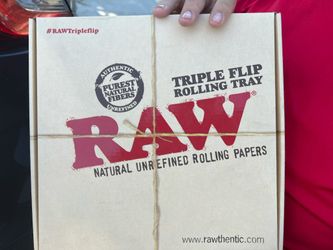 #RAWTripleflip
AUTHENTIC
PUREST
NATURAL
FIBERS
UNREFINED
TRIPLE FLIP
ROLLING TRAY
RAW®
NATURAL UNREFINED ROLLING PAPERS
www.rawthentic.com